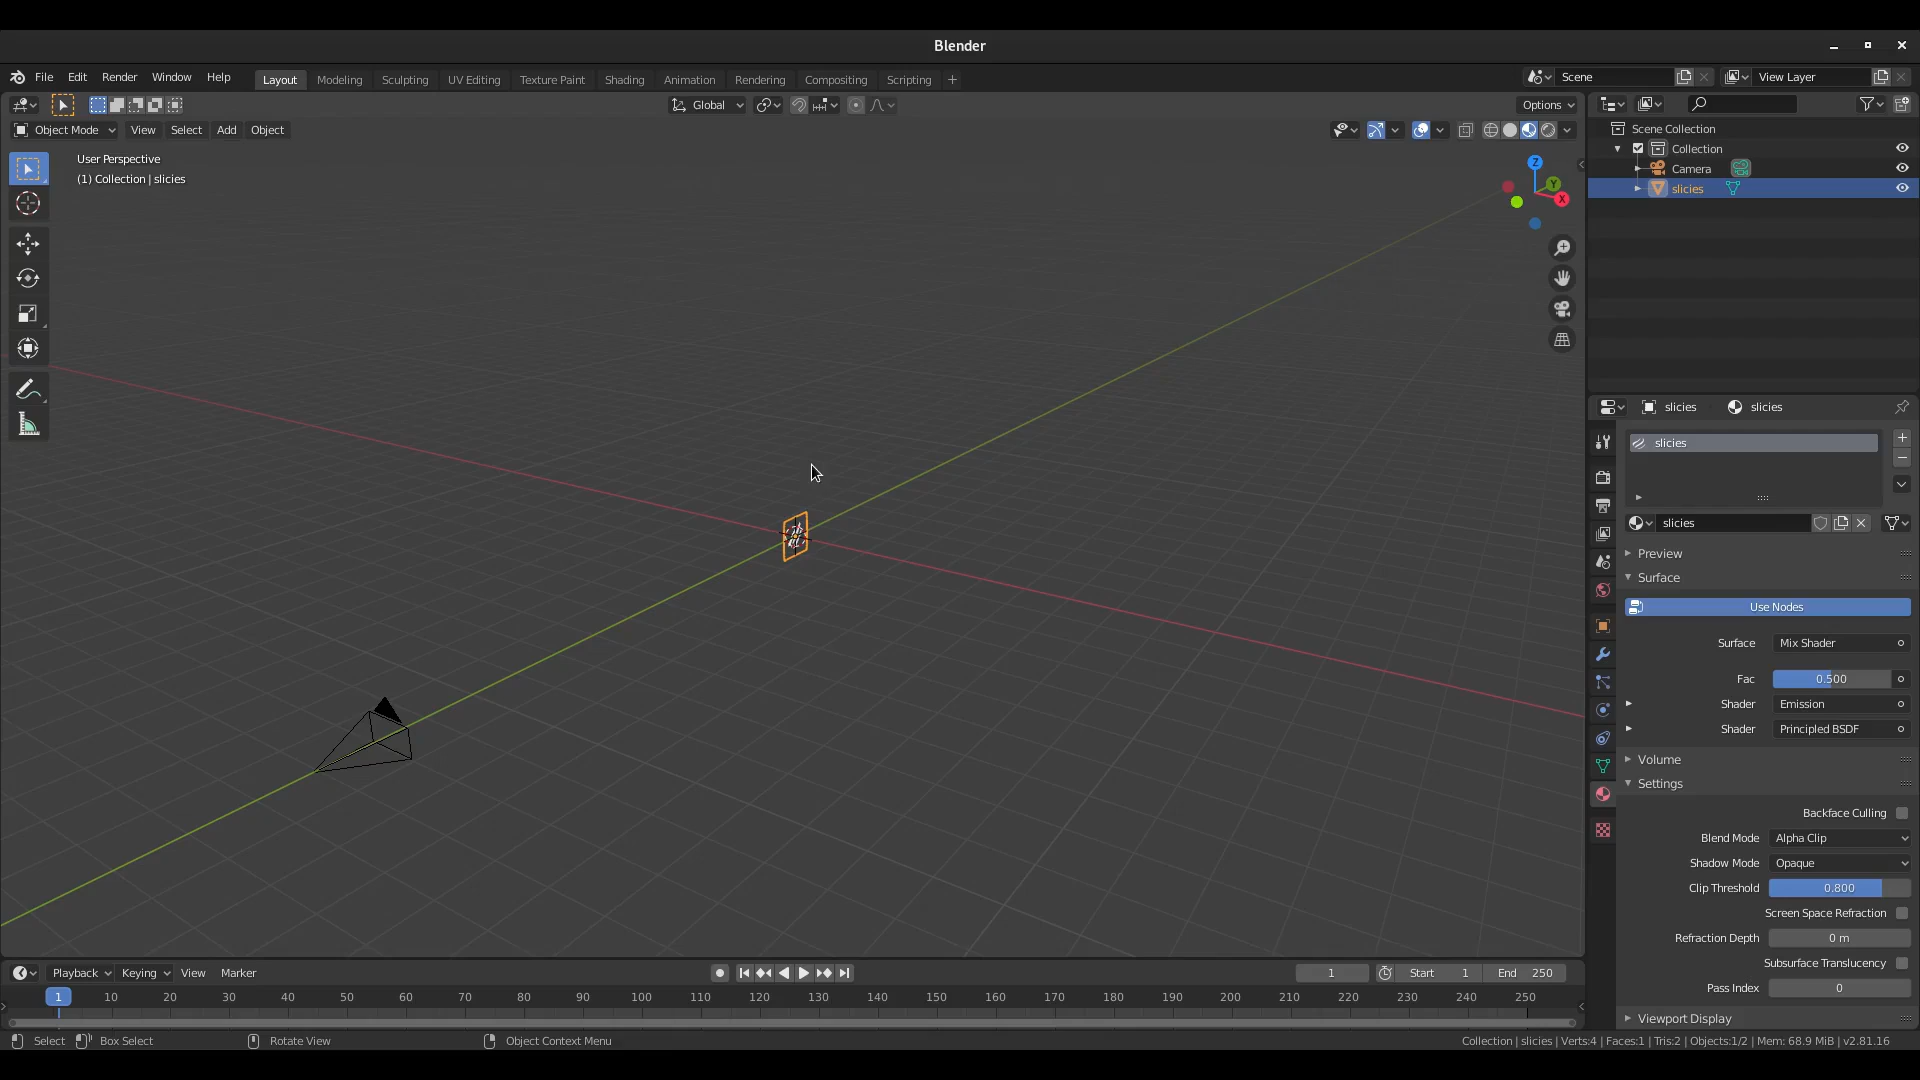 Blender
File Edit Render Window Help Layout Modeling Sculpting UV Editing Texture Paint Shading Animation Rendering Compositing Scripting + Scene View Layer
Global Options
Object Mode View Select Add Object
User Perspective
(1) Collection | slicies
Z
Y
X
Scene Collection
Collection
Camera
slicies
slicies slicies
slicies
slicies
Preview
Surface
Use Nodes
Surface Mix Shader
Fac 0.500
Shader Emission
Shader Principled BSDF
Volume
Settings
Backface Culling
Blend Mode Alpha Clip
Shadow Mode Opaque
Clip Threshold 0.800
Screen Space Refraction
Refraction Depth 0 m
Subsurface Translucency
Pass Index 0
Viewport Display
Playback Keying View Marker 1 Start 1 End 250
1 10 20 30 40 50 60 70 80 90 100 110 120 130 140 150 160 170 180 190 200 210 220 230 240 250
Select Box Select Rotate View Object Context Menu Collection | slicies | Verts:4 | Faces:1 | Tris:2 | Objects:1/2 | Mem: 68.9 MiB | v2.81.16